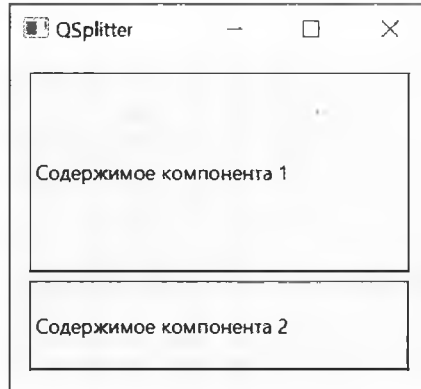 QSplitter
Содержимое компонента 1
Содержимое компонента 2